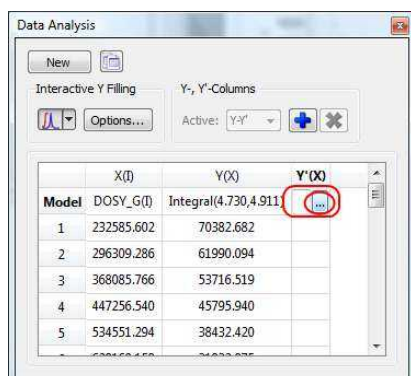 Data Analysis
New
Interactive Y Filling
Y-, Y'-Columns
Options...
Active: Y-Y'
X(I) Y(X) Y'(X)
Model DOSY_G(I) Integral(4.730,4.911) ...
1 232585.602 70382.682
2 296309.286 61990.094
3 368085.766 53716.519
4 447256.540 45795.940
5 534551.294 38432.420